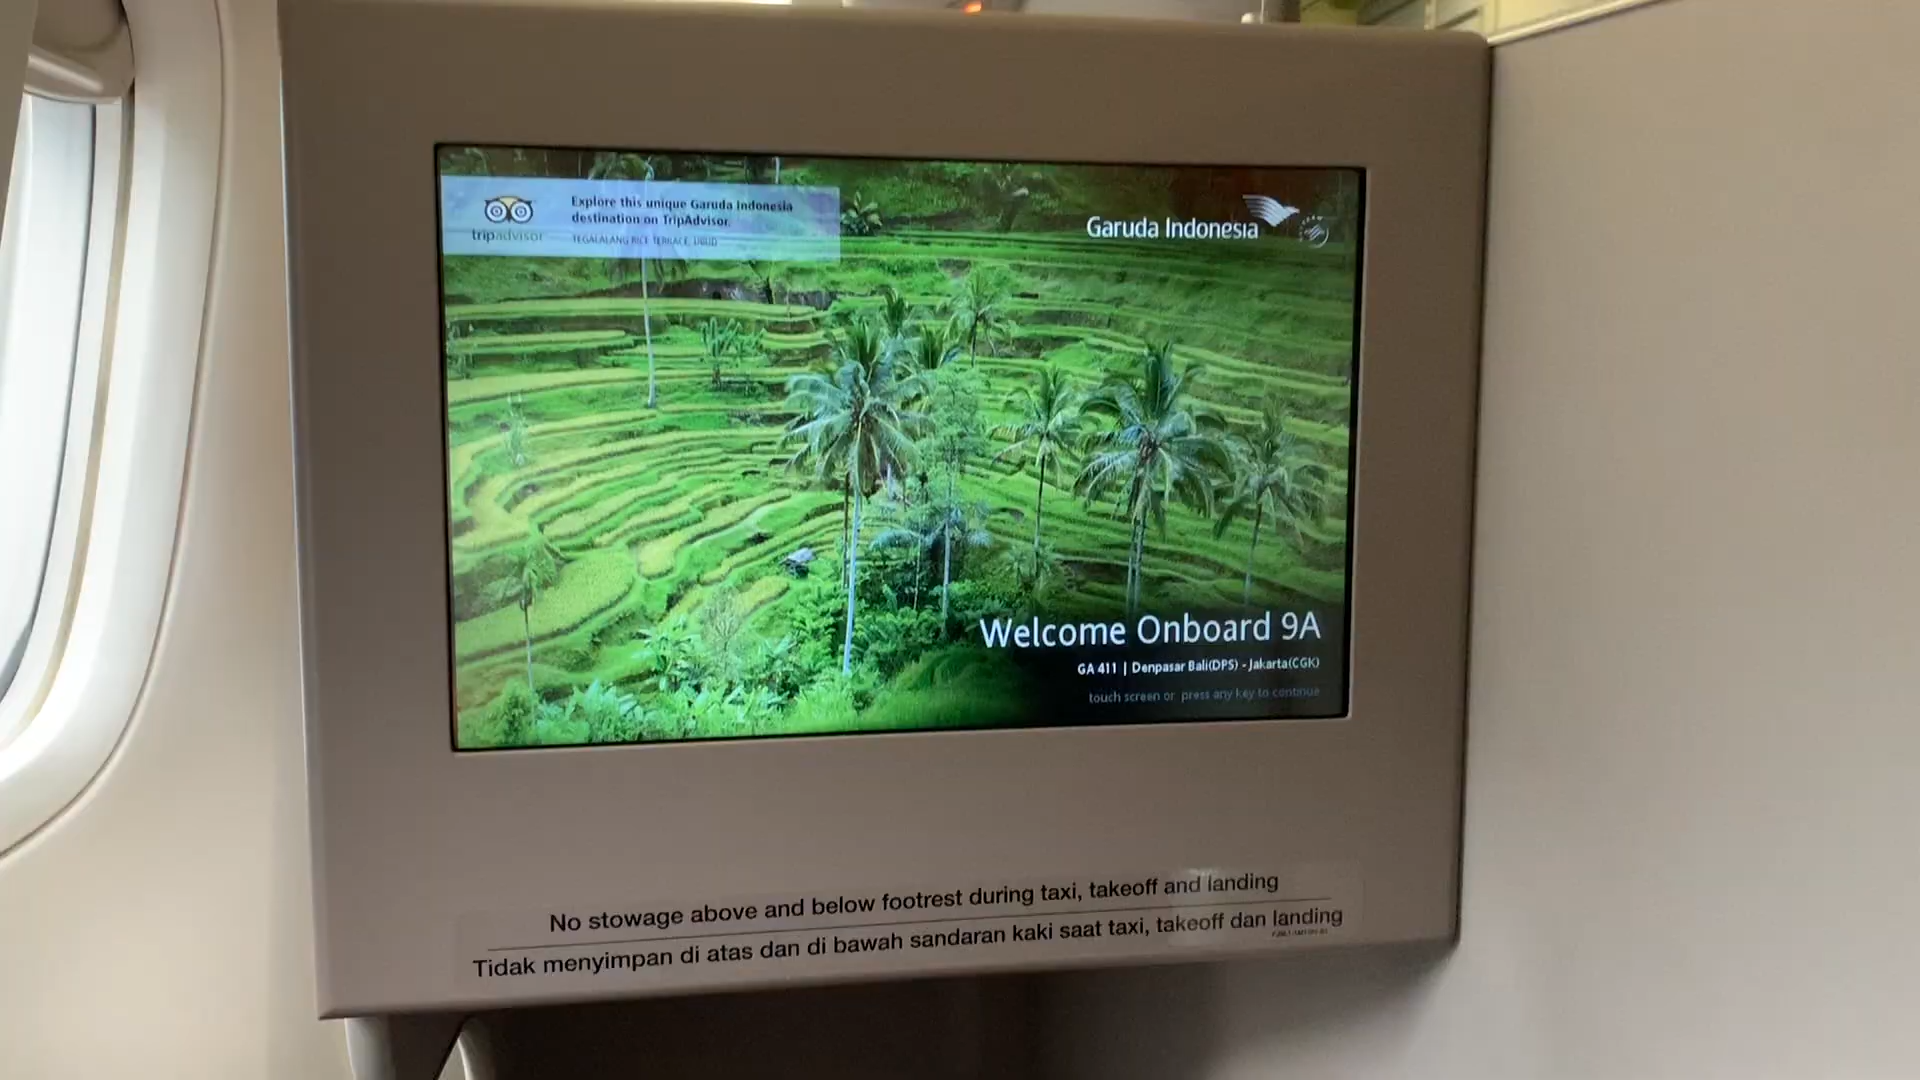 tripadvisor
Explore this unique Garuda Indonesia
destination on TripAdvisor.
TEGALALANG RICE TERRACE, UBUD
Garuda Indonesia
Welcome Onboard 9A
GA 411 | Denpasar Bali(DPS) - Jakarta(CGK)
touch screen or press any key to continue
No stowage above and below footrest during taxi, takeoff and landing
Tidak menyimpan di atas dan di bawah sandaran kaki saat taxi, takeoff dan landing